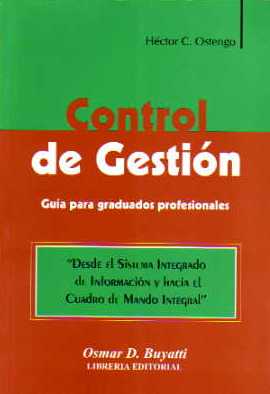 Héctor C. Ostengo
Control
de Gestión
Guía para graduados profesionales
"Desde el Sistema Integrado
de Información y hacia el
Cuadro de Mando Integral"
Osmar D. Buyatti
LIBRERIA EDITORIAL